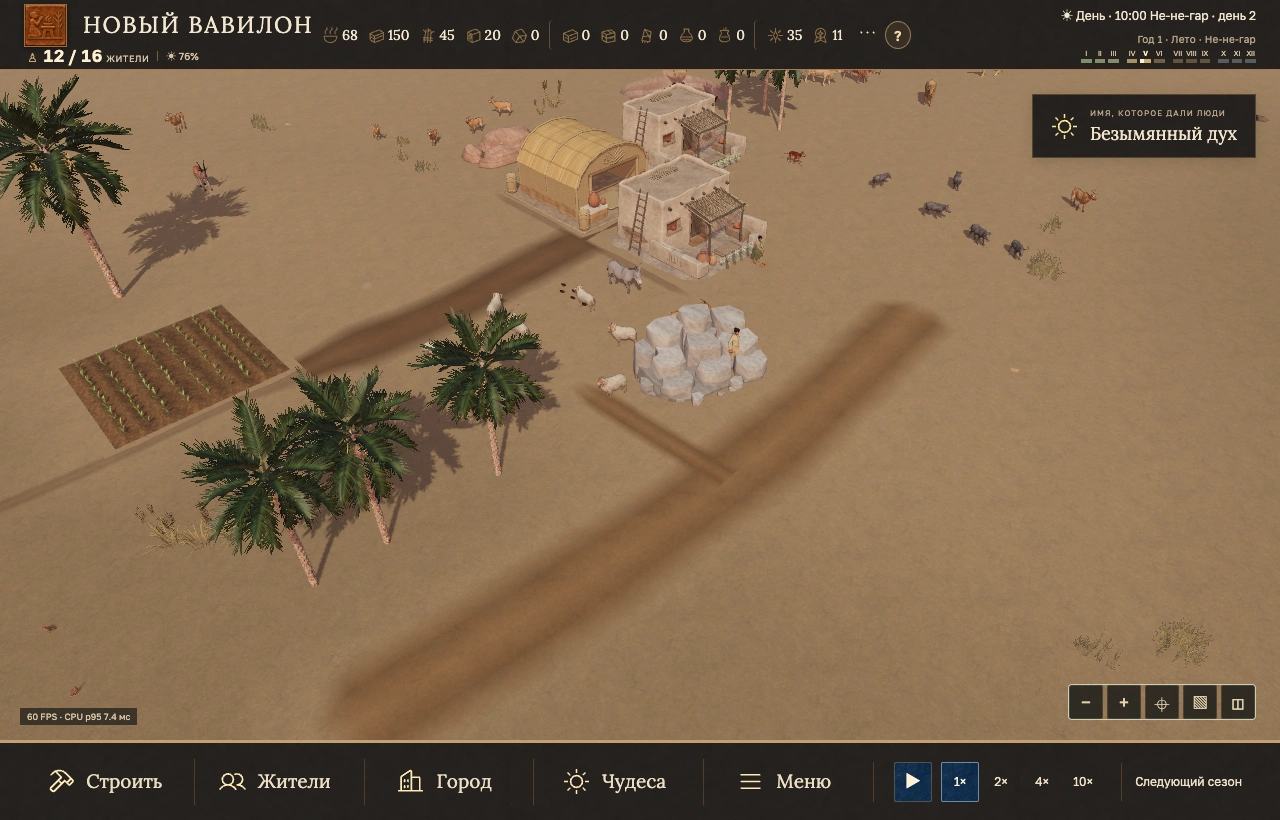 НОВЫЙ ВАВИЛОН
12 / 16 ЖИТЕЛИ
76%
68 150 45 20 0 0 0 0 0 0 35 11 ··· ?
День · 10:00 Не-не-гар · день 2
Год 1 · Лето · Не-не-гар
I II III IV V VI VII VIII IX X XI XII
ИМЯ, КОТОРОЕ ДАЛИ ЛЮДИ
Безымянный дух
60 FPS · CPU p95 7.4 мс
− +
Строить
Жители
Город
Чудеса
Меню
1× 2× 4× 10×
Следующий сезон